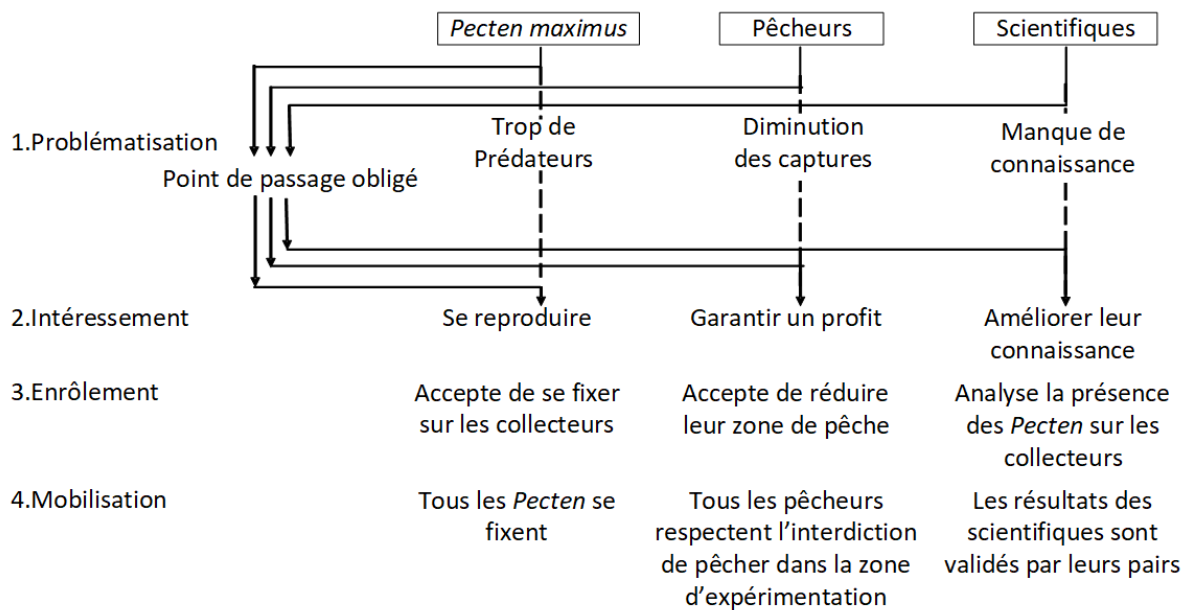 Pecten maximus
Pêcheurs
Scientifiques
1.Problématisation
Trop de
Prédateurs
Diminution
des captures
Manque de
connaissance
Point de passage obligé
2.Intéressement
Se reproduire
Garantir un profit
Améliorer leur
connaissance
3.Enrôlement
Accepte de se fixer
sur les collecteurs
Accepte de réduire
leur zone de pêche
Analyse la présence
des Pecten sur les
collecteurs
4.Mobilisation
Tous les Pecten se
fixent
Tous les pêcheurs
respectent l’interdiction
de pêcher dans la zone
d’expérimentation
Les résultats des
scientifiques sont
validés par leurs pairs